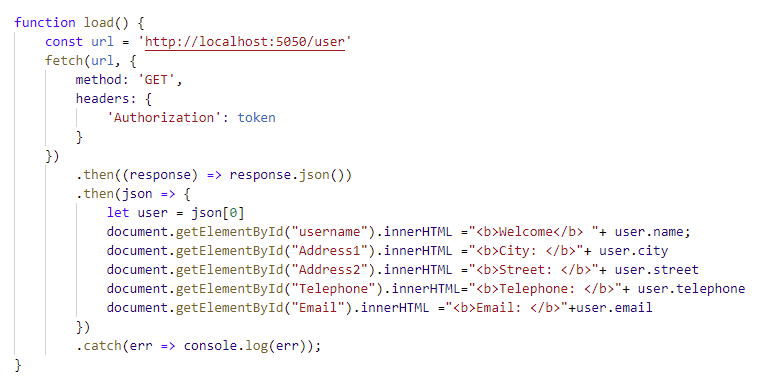 function load() {
    const url = 'http://localhost:5050/user'
    fetch(url, {
        method: 'GET',
        headers: {
            'Authorization': token
        }
    })
        .then((response) => response.json())
        .then(json => {
            let user = json[0]
            document.getElementById("username").innerHTML ="<b>Welcome</b> "+ user.name;
            document.getElementById("Address1").innerHTML ="<b>City: </b>"+ user.city
            document.getElementById("Address2").innerHTML ="<b>Street: </b>"+ user.street
            document.getElementById("Telephone").innerHTML="<b>Telephone: </b>"+ user.telephone
            document.getElementById("Email").innerHTML ="<b>Email: </b>"+user.email
        })
        .catch(err => console.log(err));
}